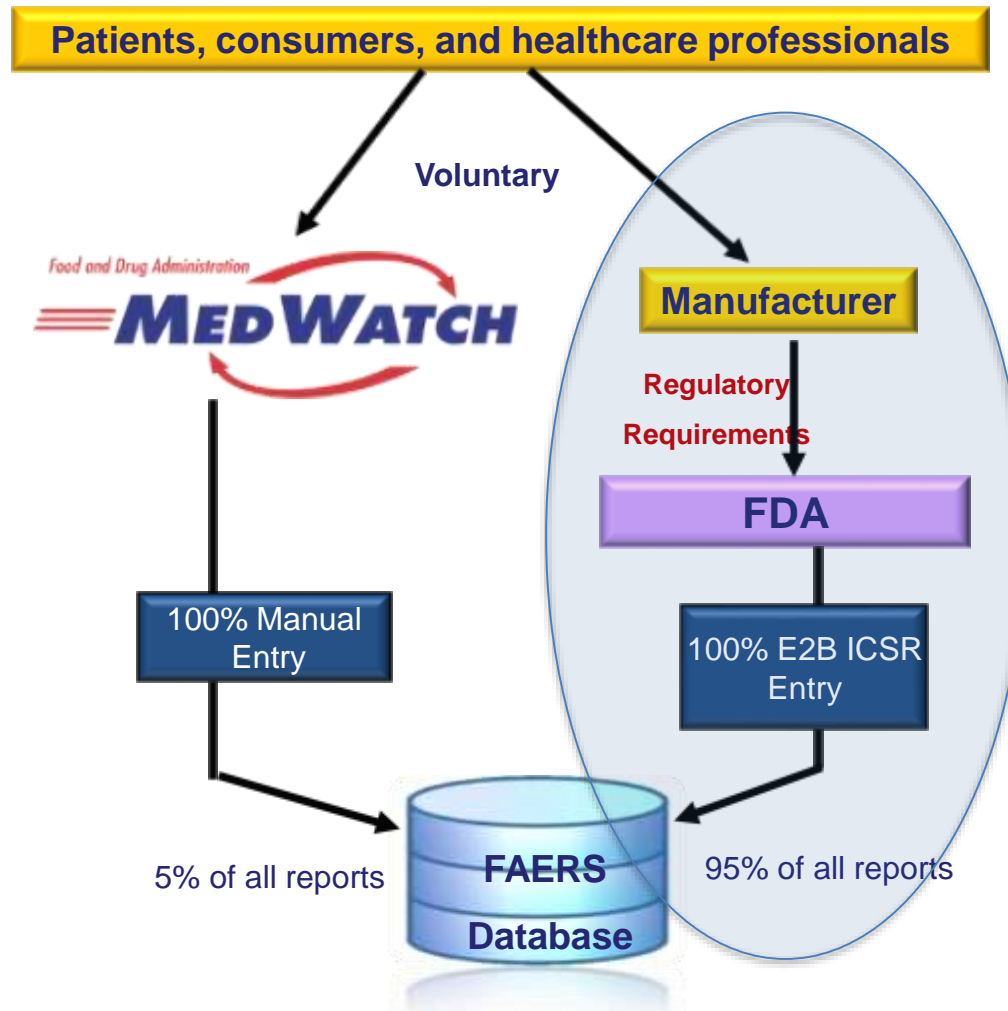 Patients, consumers, and healthcare professionals
Voluntary
Food and Drug Administration
MEDWATCH
Manufacturer
Regulatory
Requirements
FDA
100% Manual
Entry
100% E2B ICSR
Entry
5% of all reports
FAERS
Database
95% of all reports